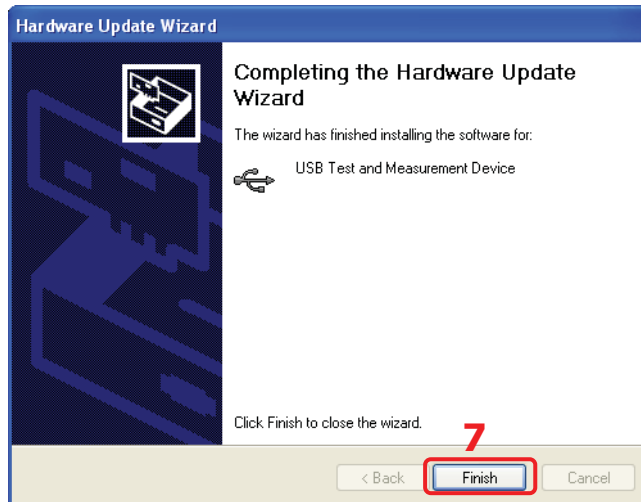 Hardware Update Wizard
Completing the Hardware Update
Wizard
The wizard has finished installing the software for:
USB Test and Measurement Device
Click Finish to close the wizard.
7
< Back
Finish
Cancel